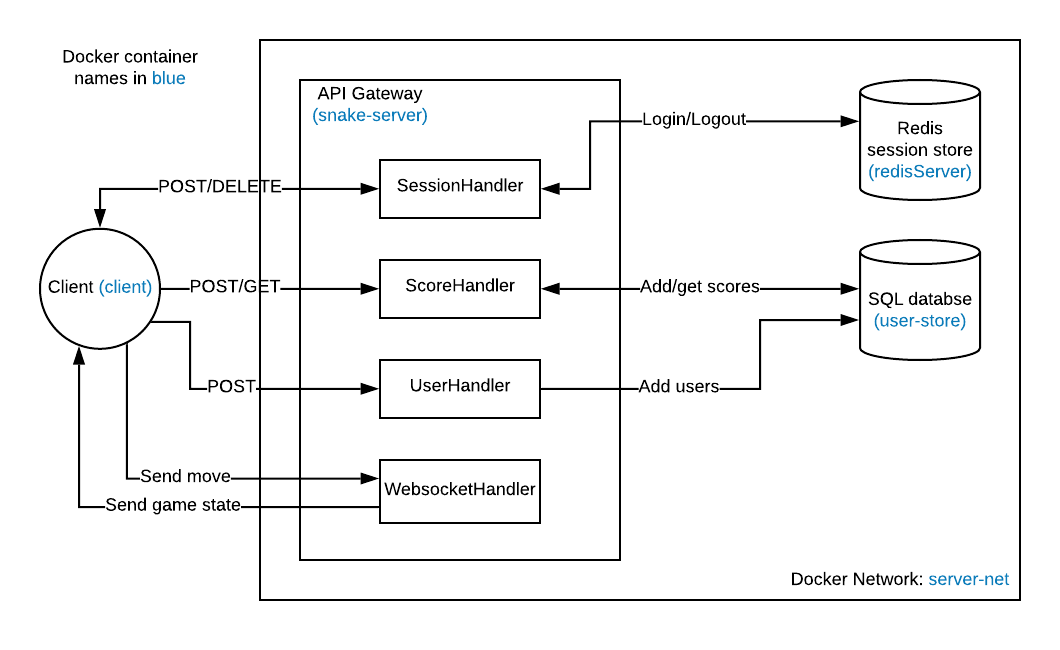 Docker container
names in blue
API Gateway
(snake-server)
Login/Logout
Redis
session store
(redisServer)
POST/DELETE
SessionHandler
Client (client)
POST/GET
ScoreHandler
Add/get scores
SQL databse
(user-store)
POST
UserHandler
Add users
Send move
WebsocketHandler
Send game state
Docker Network: server-net